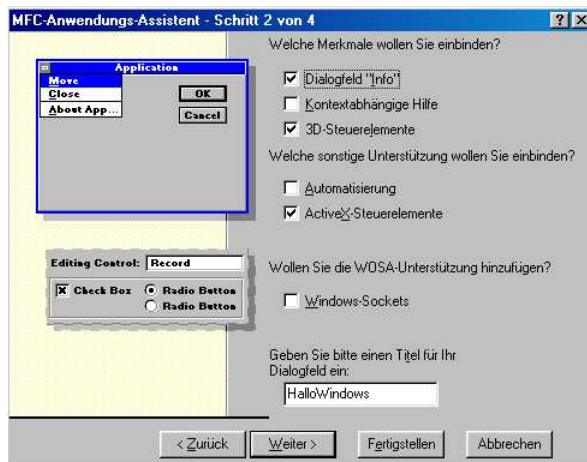 MFC-Anwendungs-Assistent - Schritt 2 von 4
Application
Move
Close
About App...
OK
Cancel
Editing Control: Record
Check Box
Radio Button
Radio Button
Welche Merkmale wollen Sie einbinden?
Dialogfeld "Info"
Kontextabhängige Hilfe
3D-Steuerelemente
Welche sonstige Unterstützung wollen Sie einbinden?
Automatisierung
ActiveX-Steuerelemente
Wollen Sie die WOSA-Unterstützung hinzufügen?
Windows-Sockets
Geben Sie bitte einen Titel für Ihr
Dialogfeld ein:
HalloWindows
< Zurück
Weiter >
Fertigstellen
Abbrechen